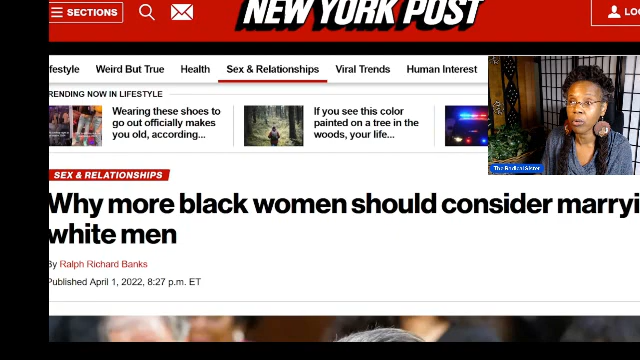 NEW YORK POST
SECTIONS
LO
festyle Weird But True Health Sex & Relationships Viral Trends Human Interest
RENDING NOW IN LIFESTYLE
Wearing these shoes to
go out officially makes
you old, according...
If you see this color
painted on a tree in the
woods, your life...
The Radical Sister
SEX & RELATIONSHIPS
Why more black women should consider marryi
white men
By Ralph Richard Banks
Published April 1, 2022, 8:27 p.m. ET